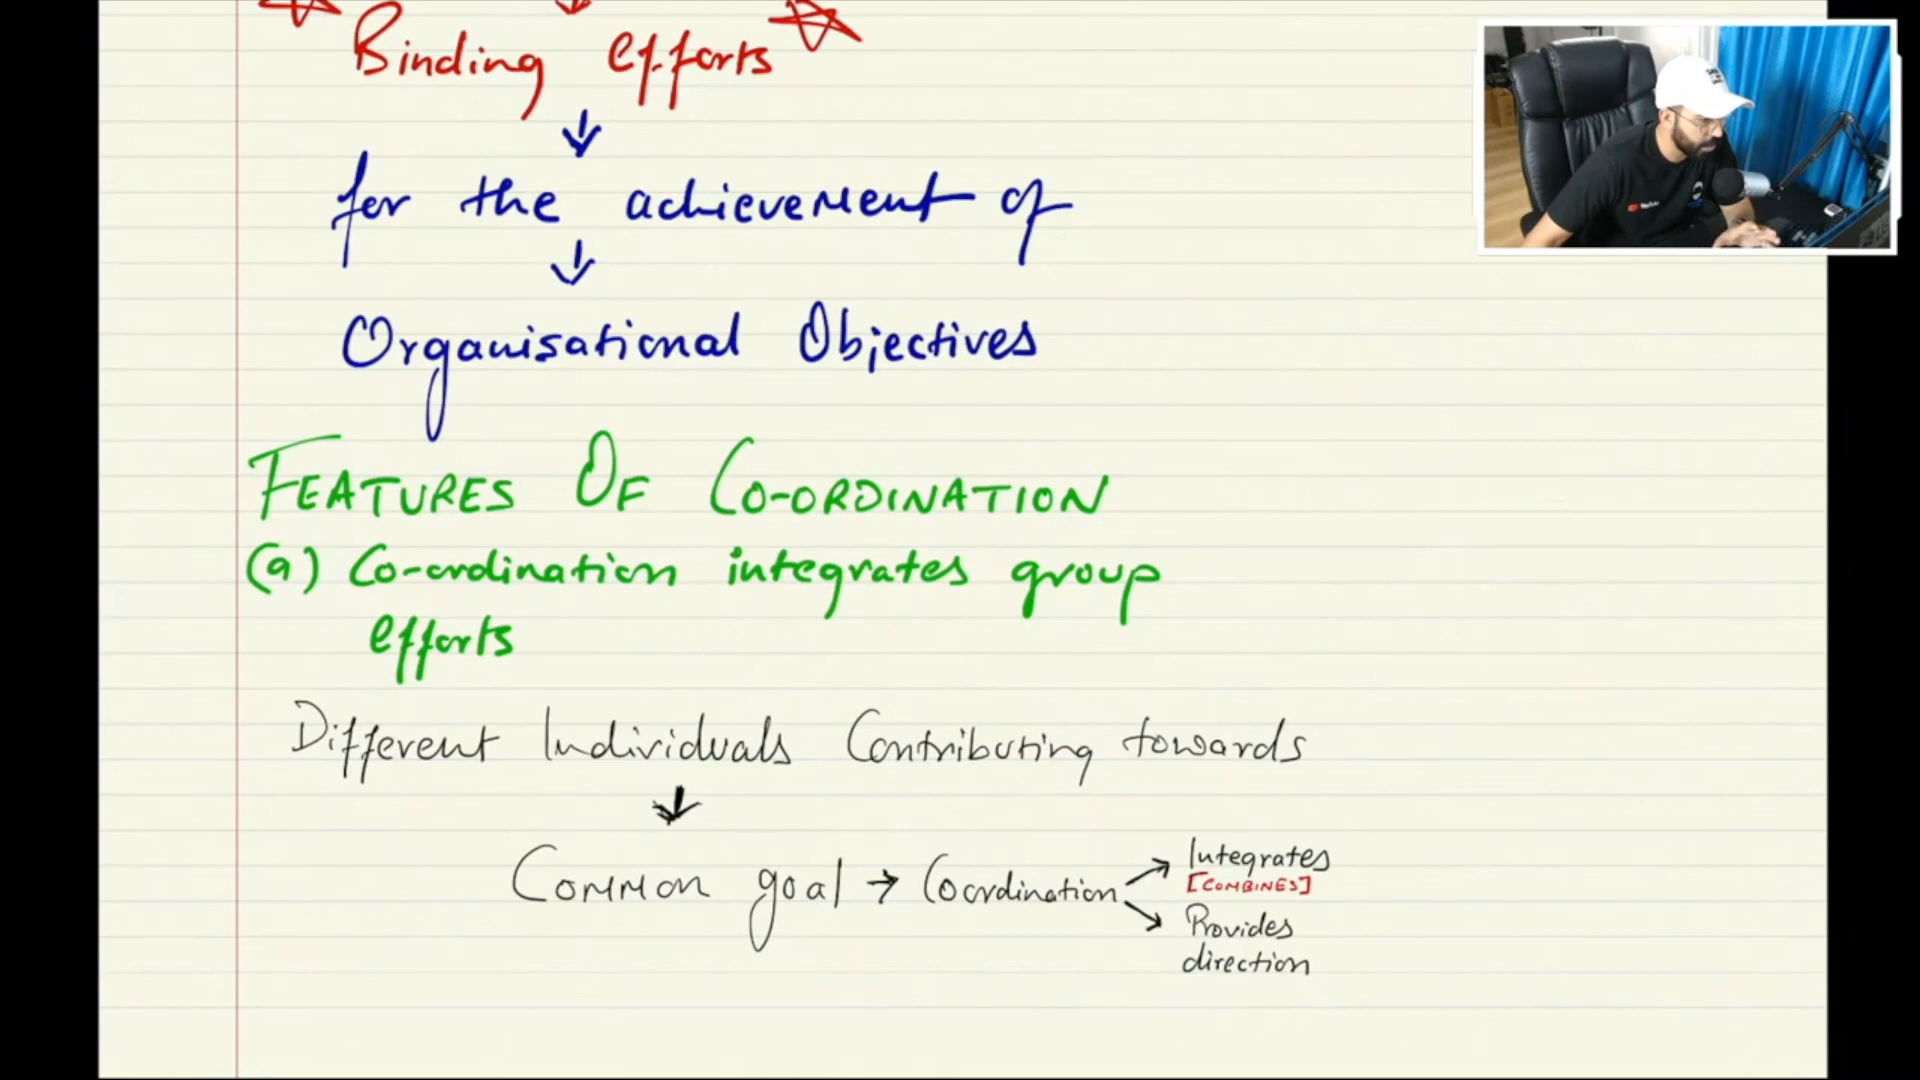 Binding efforts
for the achievement of
Organisational Objectives
FEATURES OF CO-ORDINATION
(a) Co-ordination integrates group
efforts
Different Individuals Contributing towards
Common goal → Coordination
Integrates
[COMBINES]
Provides
direction